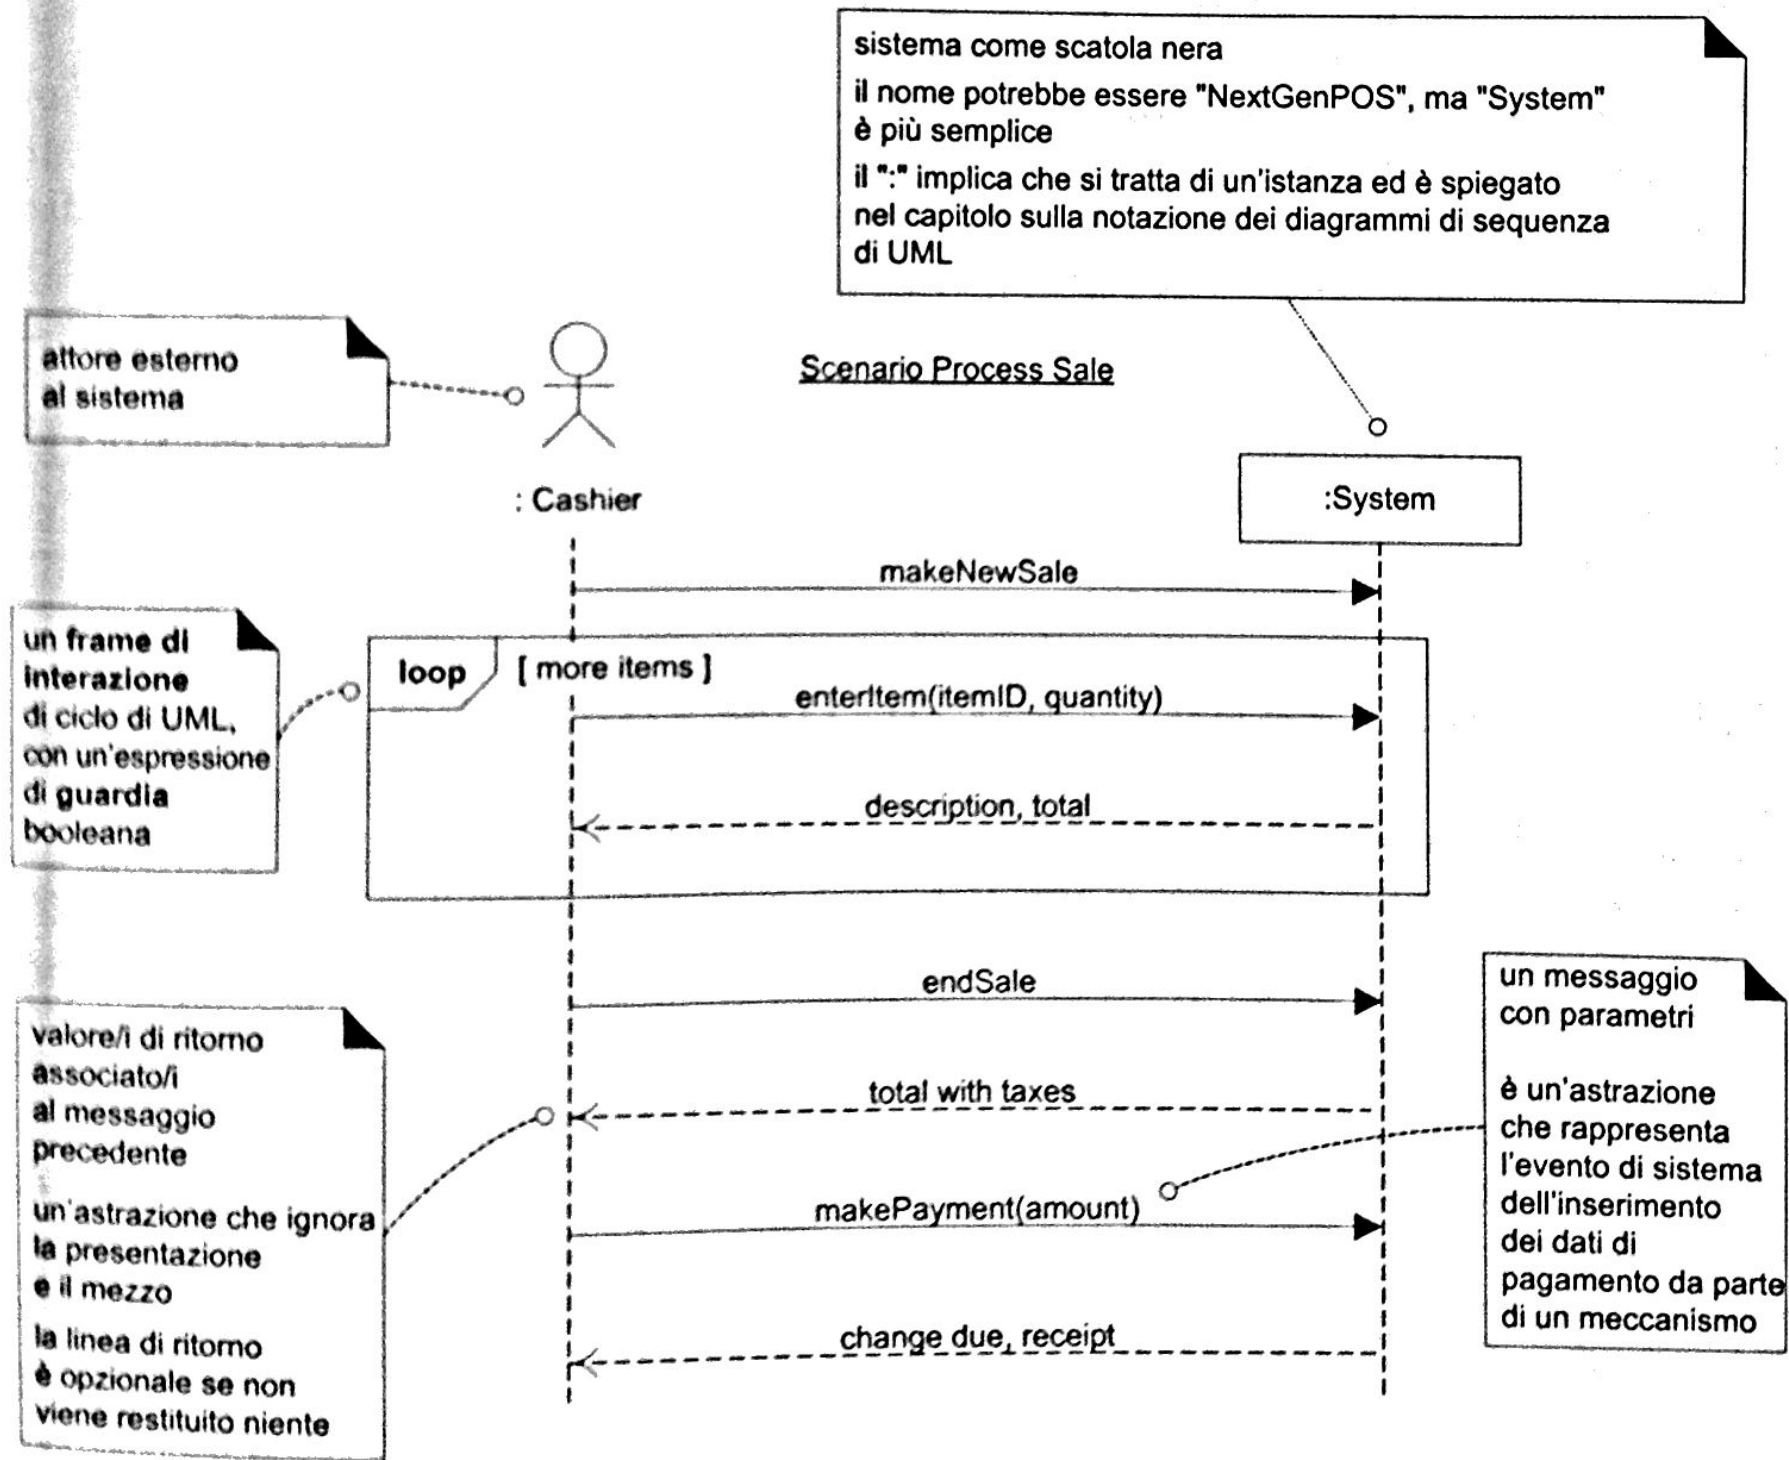 sistema come scatola nera
il nome potrebbe essere "NextGenPOS", ma "System"
è più semplice
il ":" implica che si tratta di un'istanza ed è spiegato
nel capitolo sulla notazione dei diagrammi di sequenza
di UML
attore esterno
al sistema
Scenario Process Sale
: Cashier
:System
makeNewSale
un frame di
interazione
di ciclo di UML,
con un'espressione
di guardia
booleana
loop
[ more items ]
enterItem(itemID, quantity)
description, total
endSale
valore/i di ritorno
associato/i
al messaggio
precedente
un'astrazione che ignora
la presentazione
e il mezzo
la linea di ritorno
è opzionale se non
viene restituito niente
total with taxes
makePayment(amount)
change due, receipt
un messaggio
con parametri
è un'astrazione
che rappresenta
l'evento di sistema
dell'inserimento
dei dati di
pagamento da parte
di un meccanismo